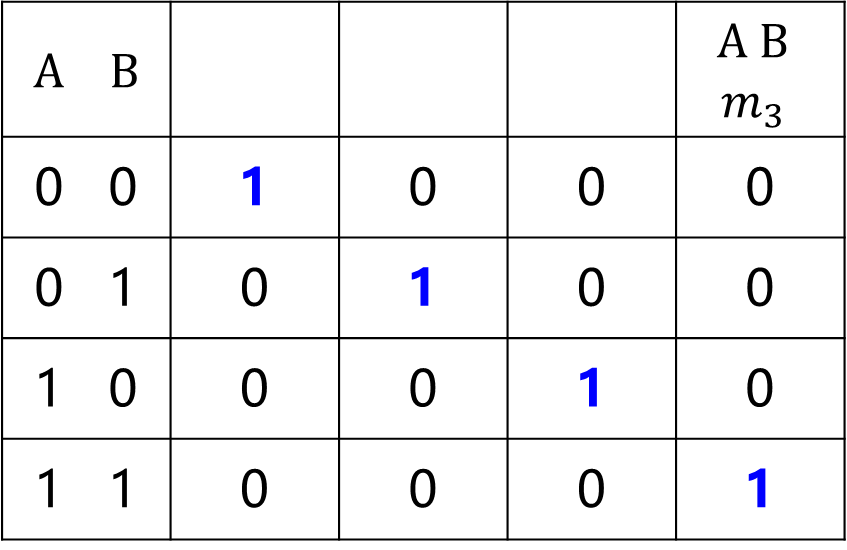 A B A B
m₃
0 0 1 0 0 0
0 1 0 1 0 0
1 0 0 0 1 0
1 1 0 0 0 1